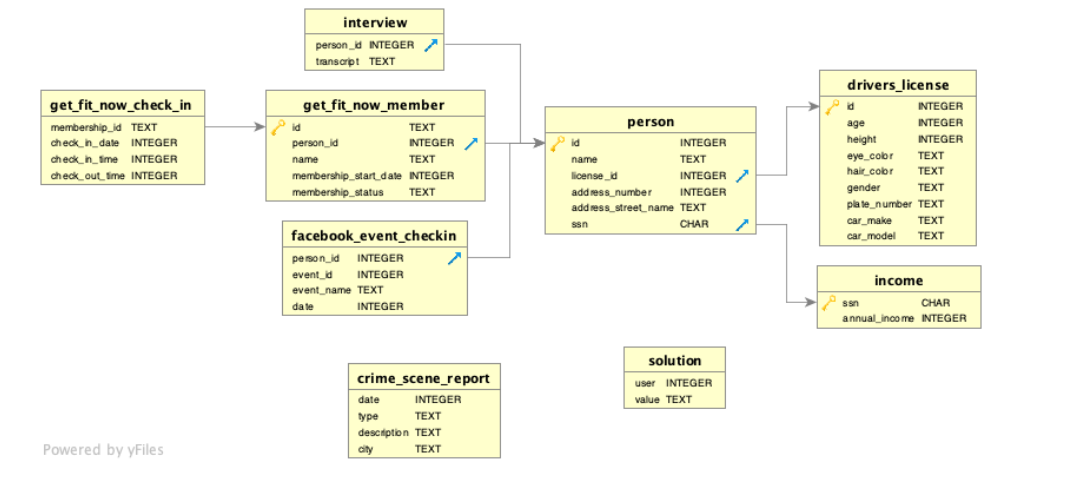 interview
person_id INTEGER
transcript TEXT
get_fit_now_check_in
membership_id TEXT
check_in_date INTEGER
check_in_time INTEGER
check_out_time INTEGER
get_fit_now_member
id TEXT
person_id INTEGER
name TEXT
membership_start_date INTEGER
membership_status TEXT
facebook_event_checkin
person_id INTEGER
event_id INTEGER
event_name TEXT
date INTEGER
person
id INTEGER
name TEXT
license_id INTEGER
address_number INTEGER
address_street_name TEXT
ssn CHAR
drivers_license
id INTEGER
age INTEGER
height INTEGER
eye_color TEXT
hair_color TEXT
gender TEXT
plate_number TEXT
car_make TEXT
car_model TEXT
income
ssn CHAR
annual_income INTEGER
crime_scene_report
date INTEGER
type TEXT
description TEXT
city TEXT
solution
user INTEGER
value TEXT
Powered by yFiles